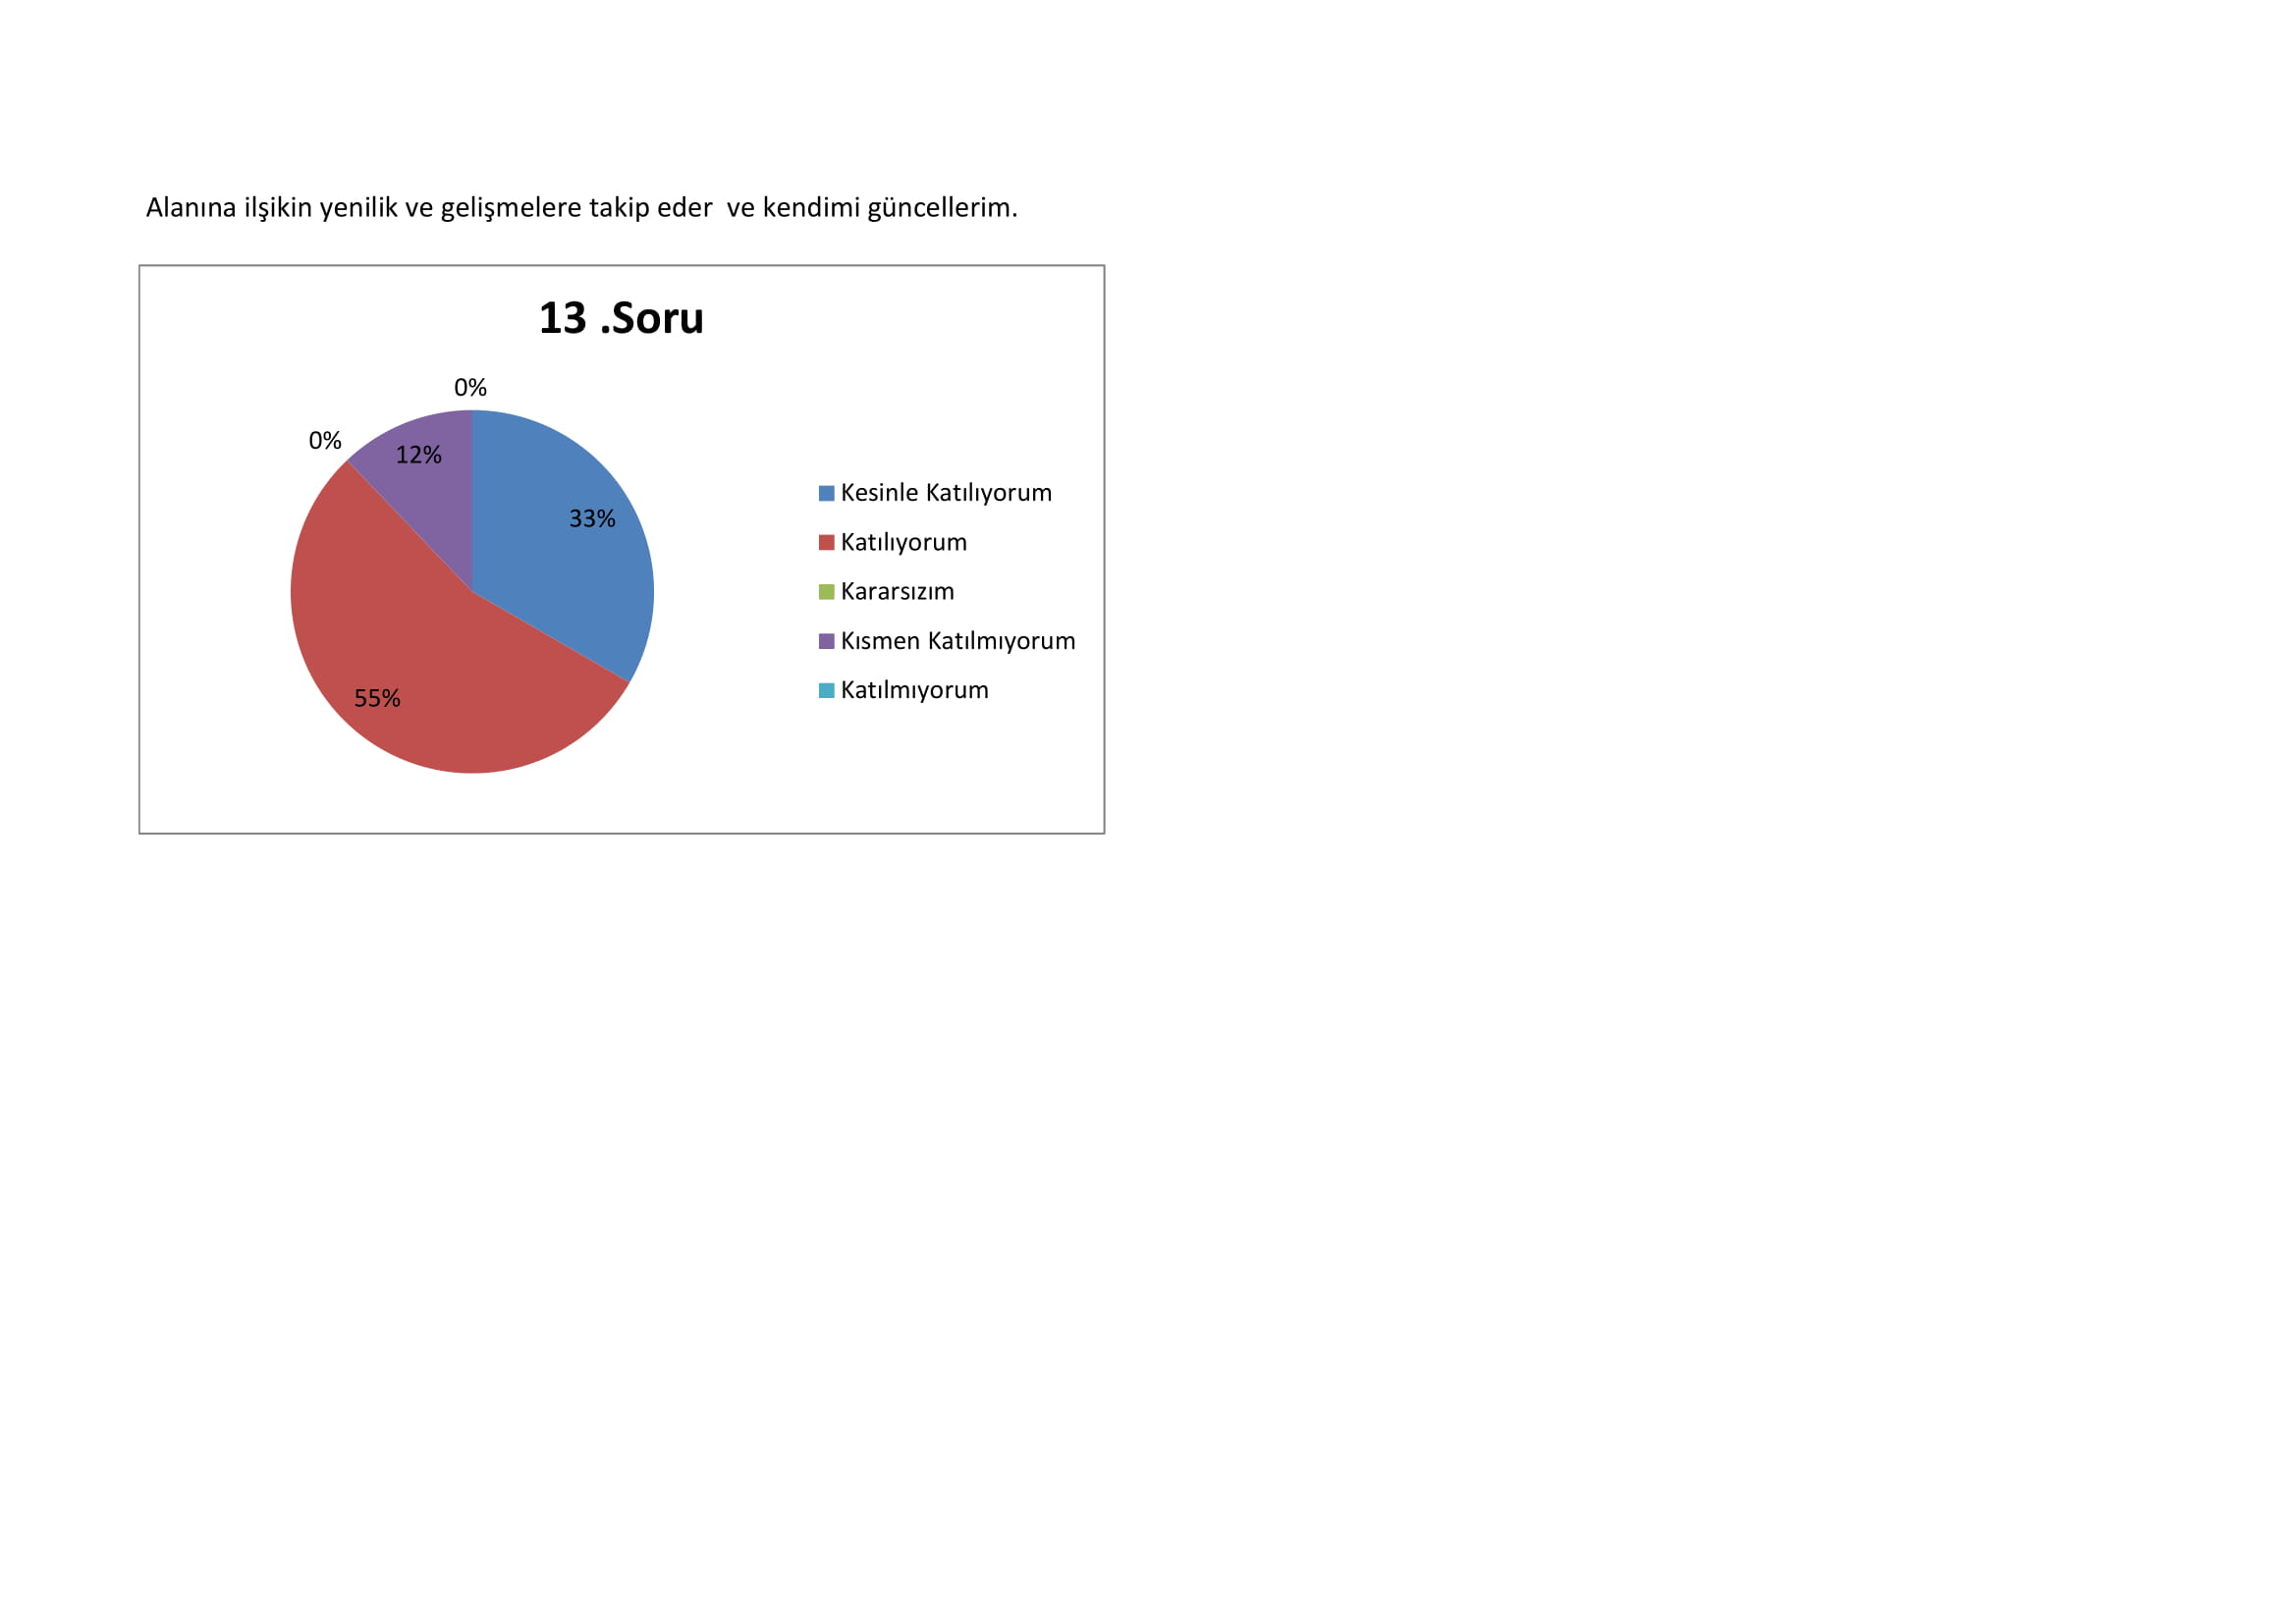 Alanına ilşikin yenilik ve gelişmelere takip eder  ve kendimi güncellerim.
13 .Soru
0%
0%
12%
33%
55%
Kesinle Katılıyorum
Katılıyorum
Kararsızım
Kısmen Katılmıyorum
Katılmıyorum